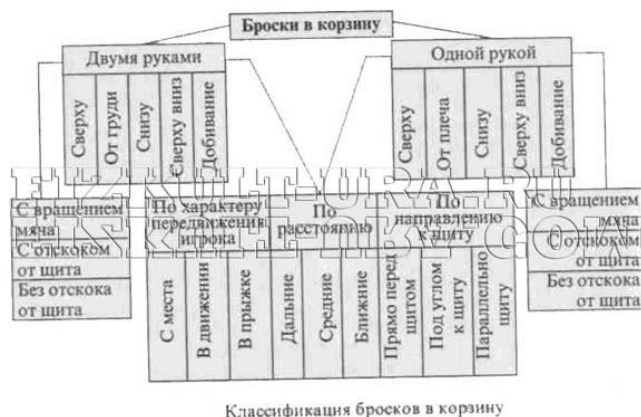 Броски в корзину
Двумя руками
Одной рукой
Сверху
От груди
Снизу
Сверху вниз
Добивание
Сверху
От плеча
Снизу
Сверху вниз
Добивание
FIZKULT-URA.RU
С вращением
мяча
С отскоком
от щита
Без отскока
от щита
По характеру
передвижения
игрока
По
расстоянию
По
направлению
к щиту
С вращением
мяча
С отскоком
от щита
Без отскока
от щита
С места
В движении
В прыжке
Дальние
Средние
Ближние
Прямо перед
щитом
Под углом
к щиту
Параллельно
щиту
Классификация бросков в корзину